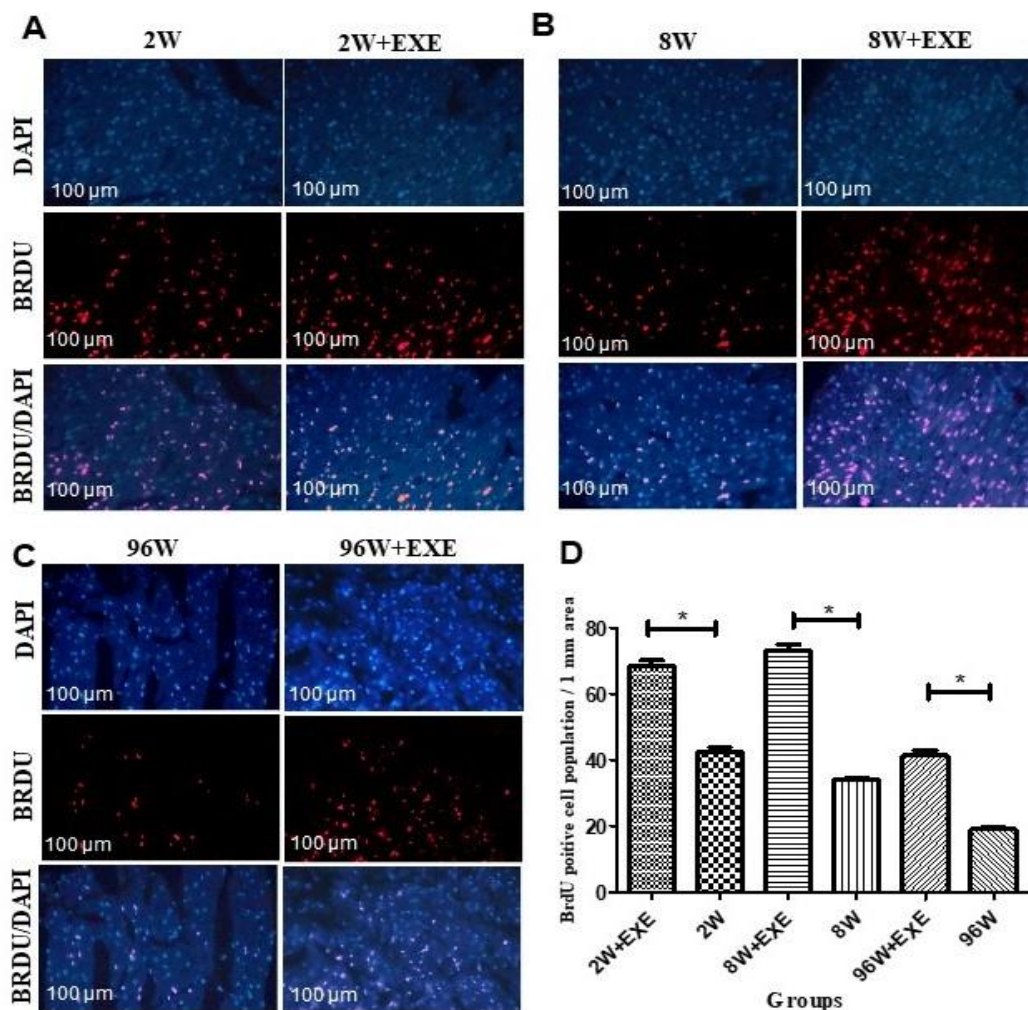 A
2W
2W+EXE
DAPI
100 µm
100 µm
BRDU
100 µm
100 µm
BRDU/DAPI
100 µm
100 µm
B
8W
8W+EXE
100 µm
100 µm
100 µm
100 µm
100 µm
100 µm
C
96W
96W+EXE
DAPI
100 µm
100 µm
BRDU
100 µm
100 µm
BRDU/DAPI
100 µm
100 µm
D
BrdU poitive cell population / 1 mm area
80
60
40
20
0
*
*
*
2W+EXE
2W
8W+EXE
8W
96W+EXE
96W
Groups